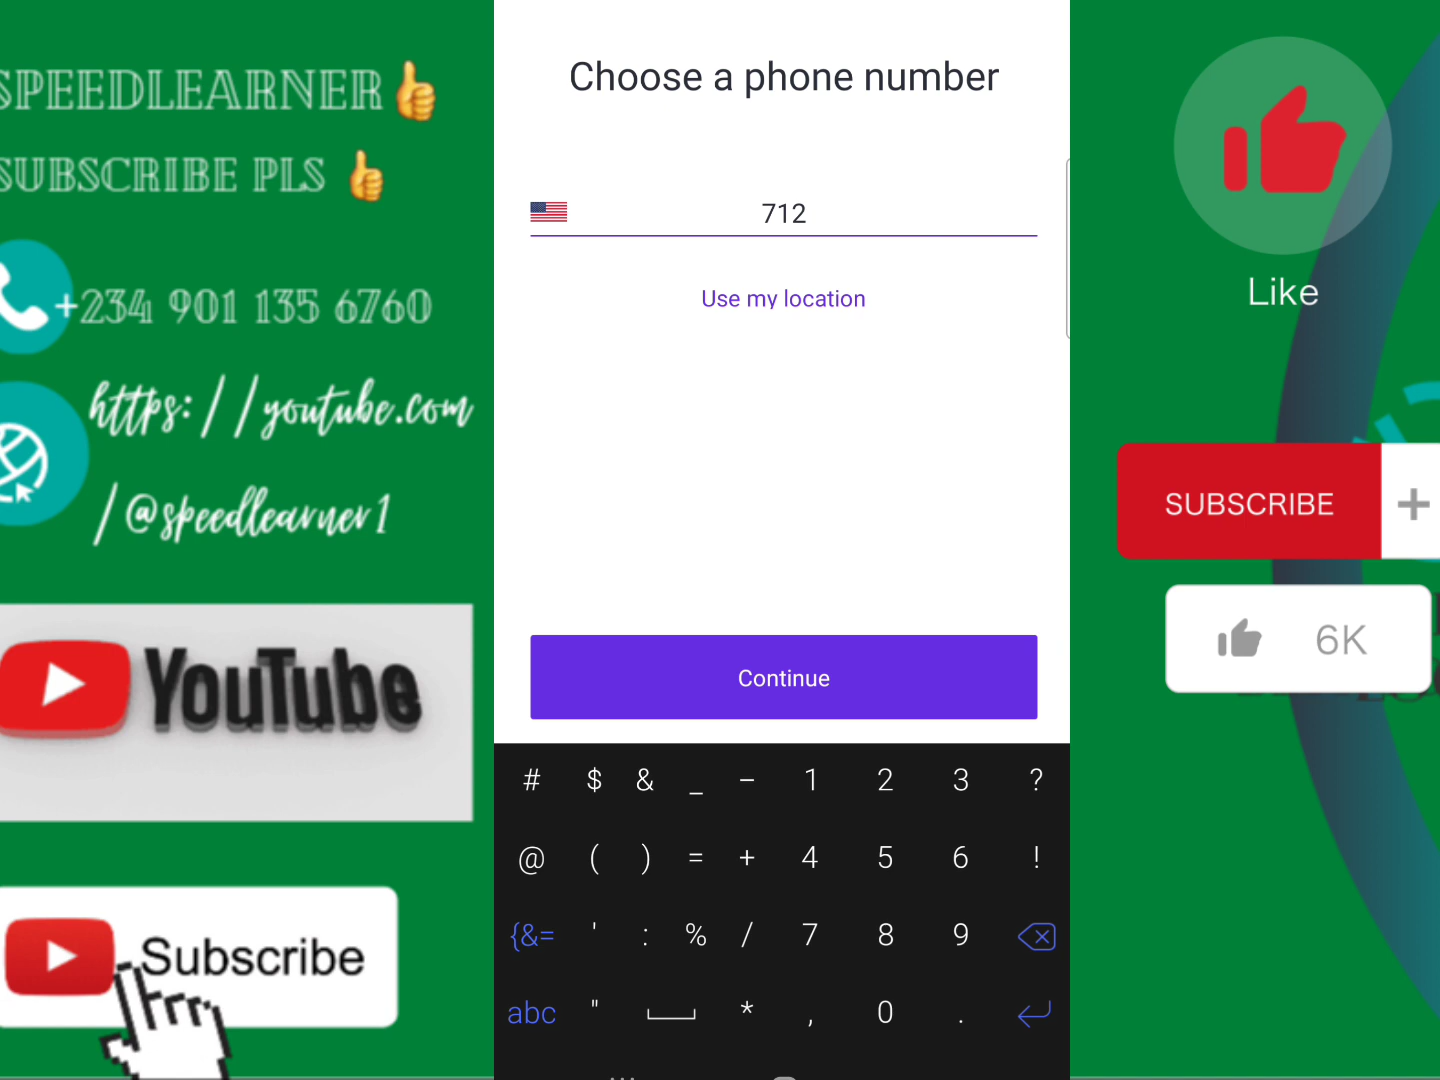 SPEEDLEARNER👍
SUBSCRIBE PLS 👍
+234 901 135 6760
https://youtube.com
/@speedlearner1
YouTube
Subscribe
Choose a phone number
712
Use my location
Continue
# $ & _ – 1 2 3 ?
@ ( ) = + 4 5 6 !
{&= ' : % / 7 8 9
abc " * , 0 .
Like
SUBSCRIBE +
6K